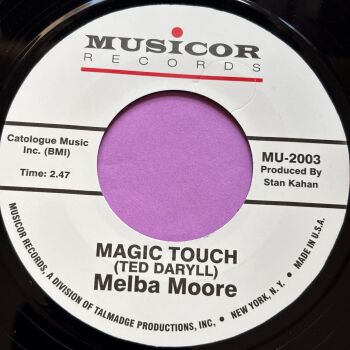 MUSICOR
RECORDS
Catologue Music
Inc. (BMI)
Time: 2.47
MU-2003
Produced By
Stan Kahan
MAGIC TOUCH
(TED DARYLL)
Melba Moore
MUSICOR RECORDS, A DIVISION OF TALMADGE PRODUCTIONS, INC, • NEW YORK, N. Y. • MADE IN U.S.A.